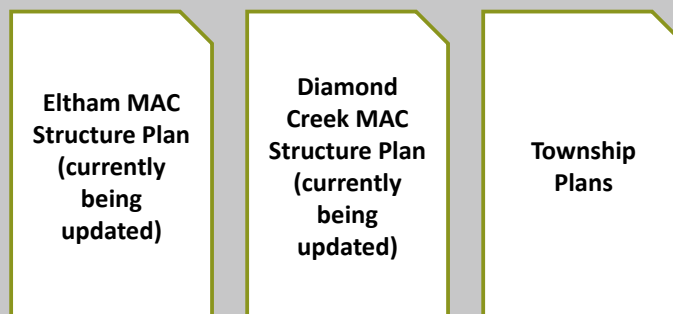 Eltham MAC
Structure Plan
(currently
being
updated)
Diamond
Creek MAC
Structure Plan
(currently
being
updated)
Township
Plans